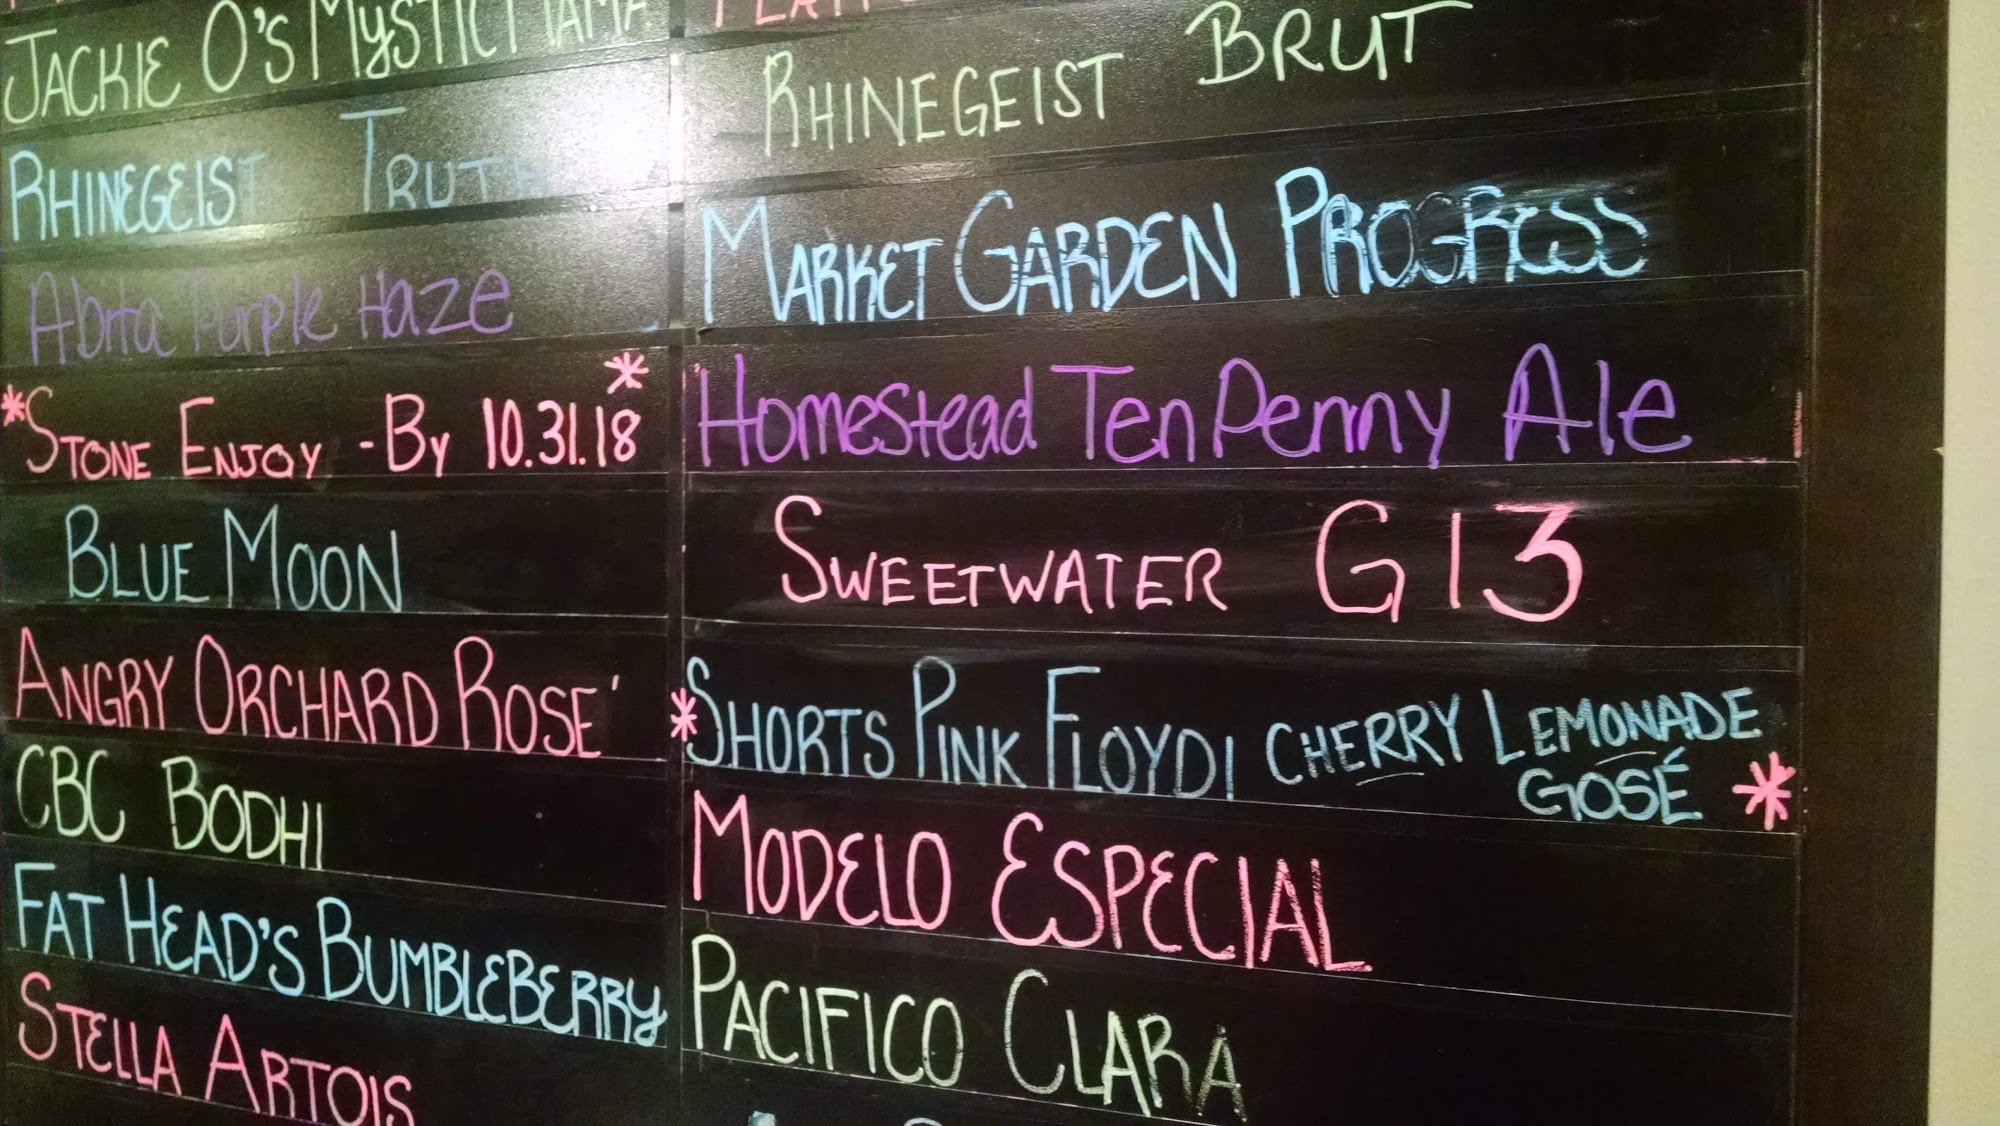 JACKIE O'S MYSTIC MAMA
RHINEGEIST TRUTH
Abita Purple Haze
*STONE ENJOY - BY 10.31.18*
BLUE MOON
ANGRY ORCHARD ROSE'
CBC BODHI
FAT HEAD'S BUMBLEBERRY
STELLA ARTOIS
RHINEGEIST BRUT
MARKET GARDEN PROGRESS
Homestead Ten Penny Ale
SWEETWATER G13
*SHORTS PINK FLOYD| CHERRY LEMONADE
GOSÉ *
MODELO ESPECIAL
PACIFICO CLARA